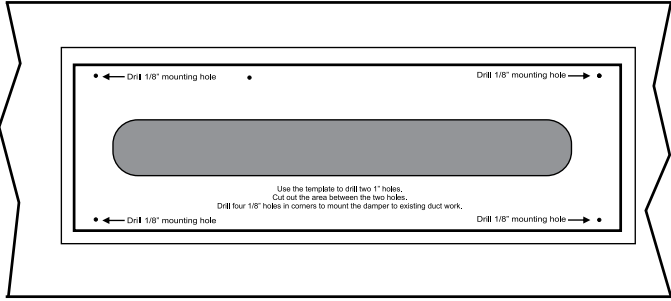 Drill 1/8" mounting hole
Drill 1/8" mounting hole
Use the template to drill two 1" holes.
Cut out the area between the two holes.
Drill four 1/8" holes in corners to mount the damper to existing duct work.
Drill 1/8" mounting hole
Drill 1/8" mounting hole